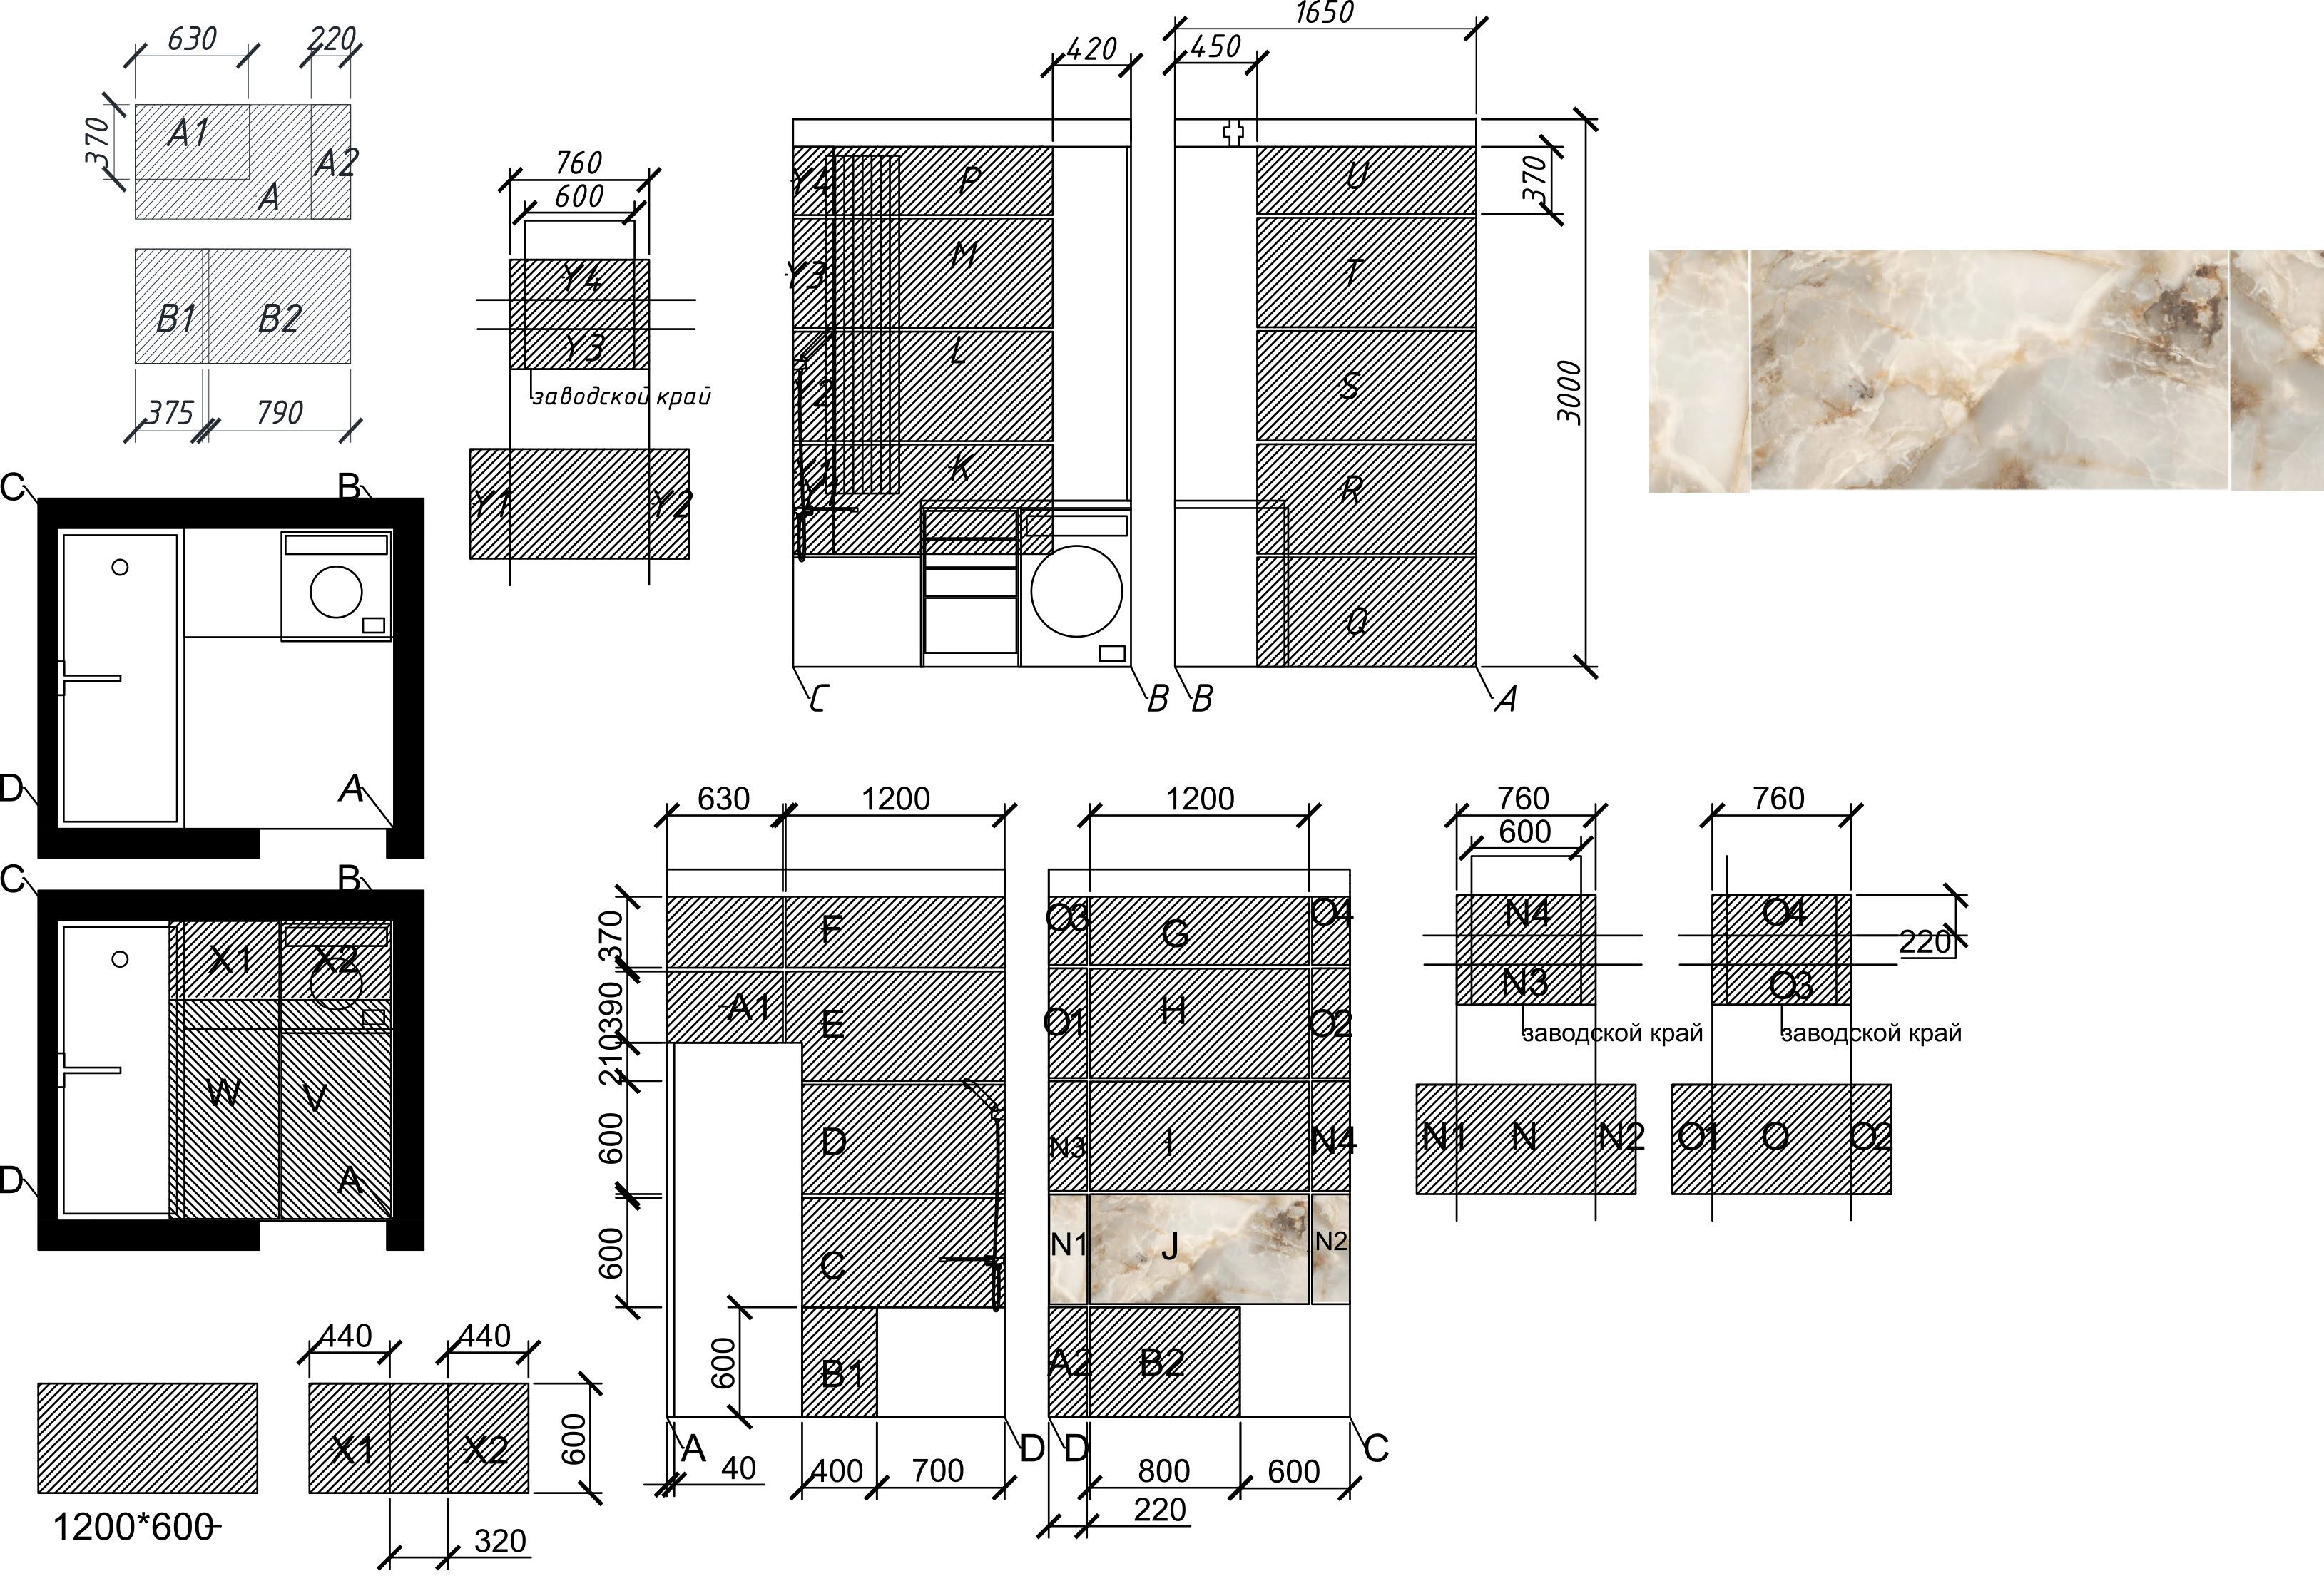 630 220
370
A1
A2
A
B1 B2
375 790
760
600
Y4
Y3
заводской край
Y1 Y2
420
1650
450
Y4 P
Y3 M
L
K
Y1
U
T
S
R
Q
370
3000
C B B A
C B
D A
C B
X1 X2
W V
D A
630 1200
370
390
210
600
600
600
F
A1 E
D
C
B1
A D
40 400 700
1200
O3 G O4
O1 H O2
N3 I N4
N1 J N2
A2 B2
D C
800 600
220
760
600
N4
N3
заводской край
N1 N N2
760
O4
O3
220
заводской край
O1 O O2
1200*600
440 440
X1 X2
600
320